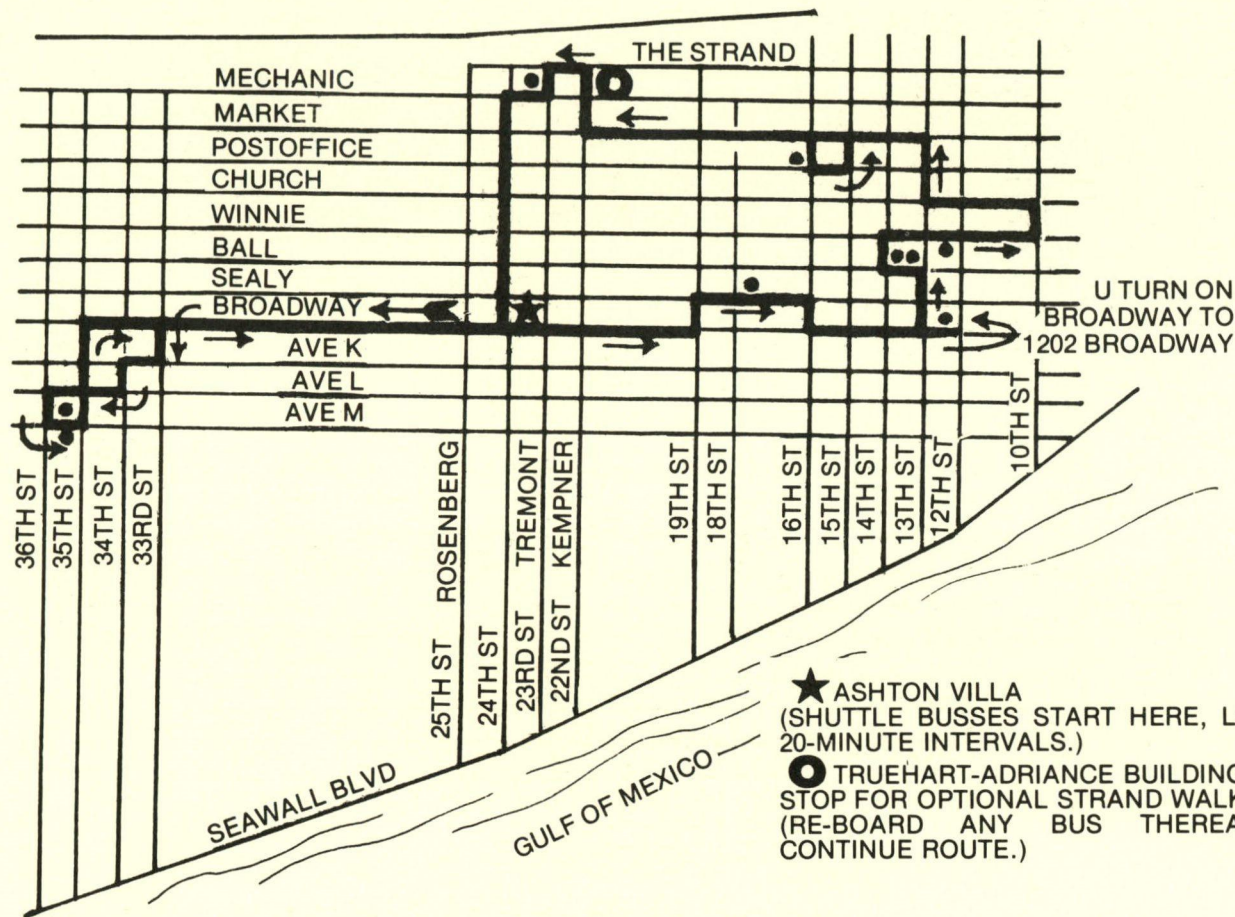 THE STRAND
MECHANIC
MARKET
POSTOFFICE
CHURCH
WINNIE
BALL
SEALY
BROADWAY
AVE K
AVE L
AVE M
U TURN ON
BROADWAY TO
1202 BROADWAY
36TH ST
35TH ST
34TH ST
33RD ST
25TH ST ROSENBERG
24TH ST
23RD ST TREMONT
22ND ST KEMPNER
19TH ST
18TH ST
16TH ST
15TH ST
14TH ST
13TH ST
12TH ST
10TH ST
SEAWALL BLVD
GULF OF MEXICO
ASHTON VILLA
(SHUTTLE BUSSES START HERE,
20-MINUTE INTERVALS.)
TRUEHART-ADRIANCE BUILDING
STOP FOR OPTIONAL STRAND WALK
(RE-BOARD ANY BUS
CONTINUE ROUTE.)